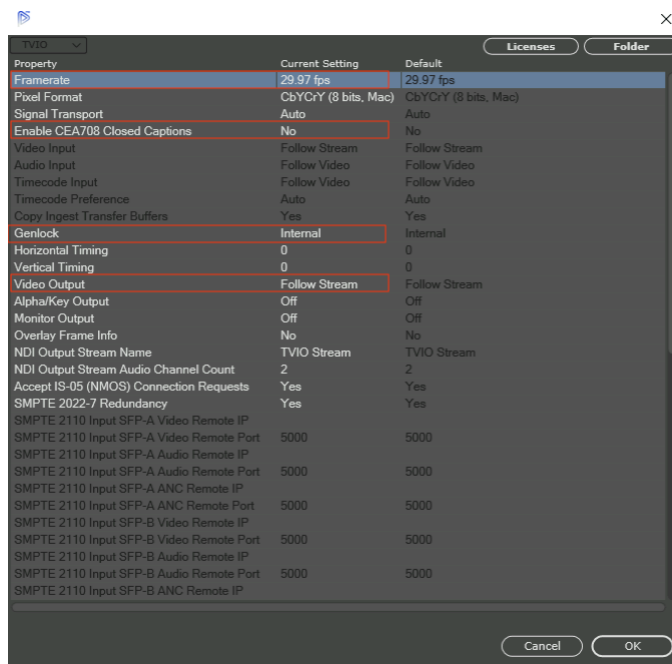 TVIO
Licenses Folder
Property Current Setting Default
Framerate 29.97 fps 29.97 fps
Pixel Format CbYCrY (8 bits, Mac) CbYCrY (8 bits, Mac)
Signal Transport Auto Auto
Enable CEA708 Closed Captions No No
Video Input Follow Stream Follow Stream
Audio Input Follow Video Follow Video
Timecode Input Follow Video Follow Video
Timecode Preference Auto Auto
Copy Ingest Transfer Buffers Yes Yes
Genlock Internal Internal
Horizontal Timing 0 0
Vertical Timing 0 0
Video Output Follow Stream Follow Stream
Alpha/Key Output Off Off
Monitor Output Off Off
Overlay Frame Info No No
NDI Output Stream Name TVIO Stream TVIO Stream
NDI Output Stream Audio Channel Count 2 2
Accept IS-05 (NMOS) Connection Requests Yes Yes
SMPTE 2022-7 Redundancy Yes Yes
SMPTE 2110 Input SFP-A Video Remote IP
SMPTE 2110 Input SFP-A Video Remote Port 5000 5000
SMPTE 2110 Input SFP-A Audio Remote IP
SMPTE 2110 Input SFP-A Audio Remote Port 5000 5000
SMPTE 2110 Input SFP-A ANC Remote IP
SMPTE 2110 Input SFP-A ANC Remote Port 5000 5000
SMPTE 2110 Input SFP-B Video Remote IP
SMPTE 2110 Input SFP-B Video Remote Port 5000 5000
SMPTE 2110 Input SFP-B Audio Remote IP
SMPTE 2110 Input SFP-B Audio Remote Port 5000 5000
SMPTE 2110 Input SFP-B ANC Remote IP
Cancel OK